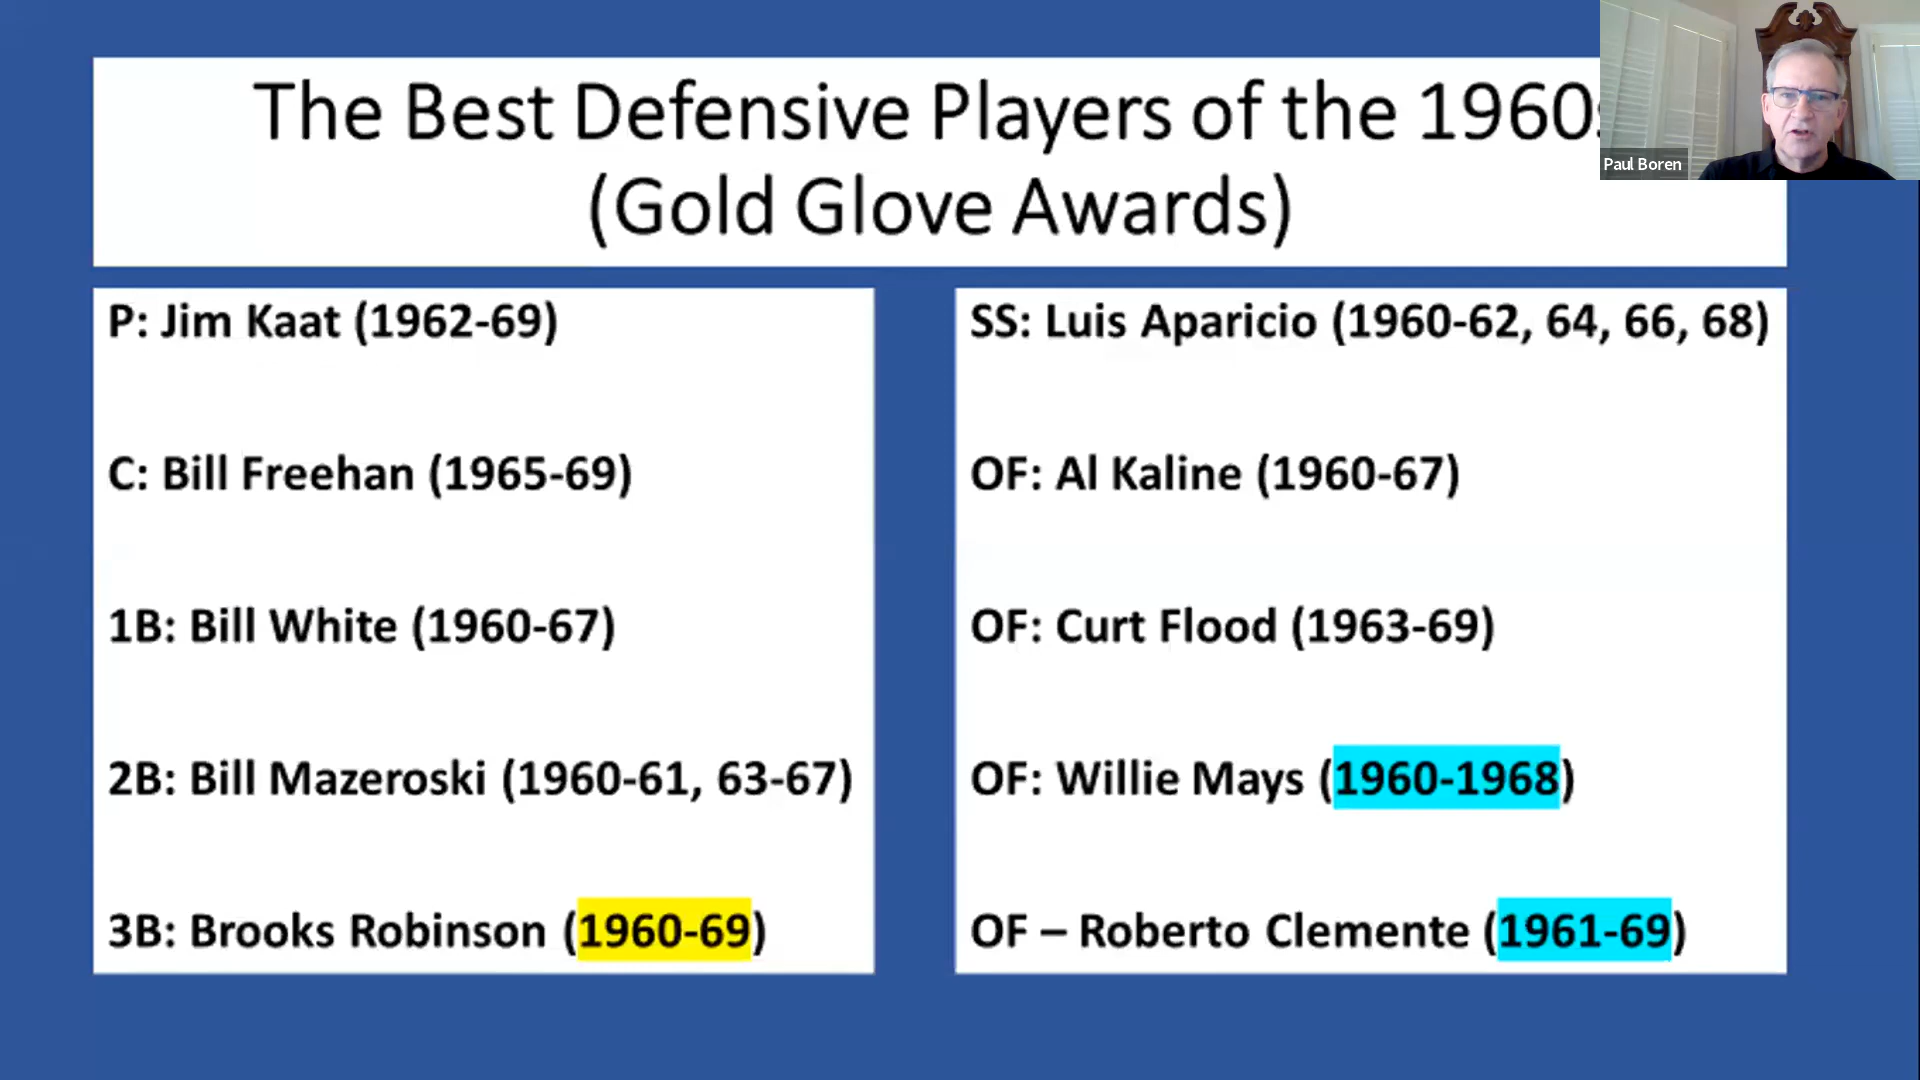 The Best Defensive Players of the 1960s
(Gold Glove Awards)
Paul Boren
P: Jim Kaat (1962-69)
C: Bill Freehan (1965-69)
1B: Bill White (1960-67)
2B: Bill Mazeroski (1960-61, 63-67)
3B: Brooks Robinson (1960-69)
SS: Luis Aparicio (1960-62, 64, 66, 68)
OF: Al Kaline (1960-67)
OF: Curt Flood (1963-69)
OF: Willie Mays (1960-1968)
OF – Roberto Clemente (1961-69)